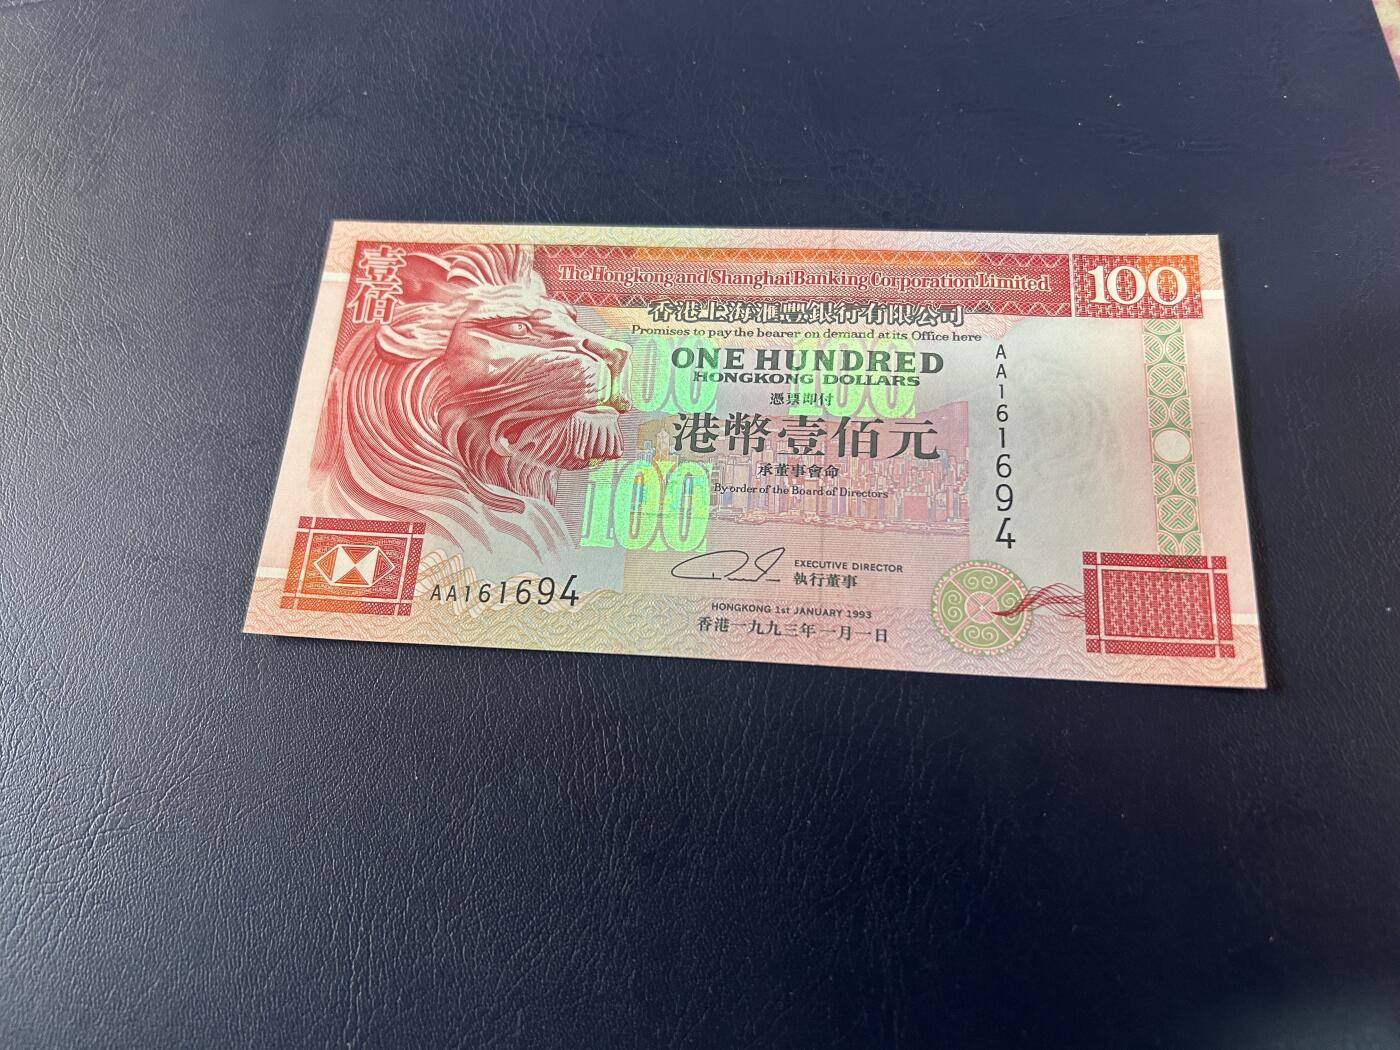 壹佰
The Hongkong and Shanghai Banking Corporation Limited
100
香港上海滙豐銀行有限公司
Promises to pay the bearer on demand at its Office here
100 100
ONE HUNDRED
HONGKONG DOLLARS
憑票即付
港幣壹佰元
承董事會命
By order of the Board of Directors
100
AA161694
EXECUTIVE DIRECTOR
執行董事
AA161694
HONGKONG 1st JANUARY 1993
香港一九九三年一月一日